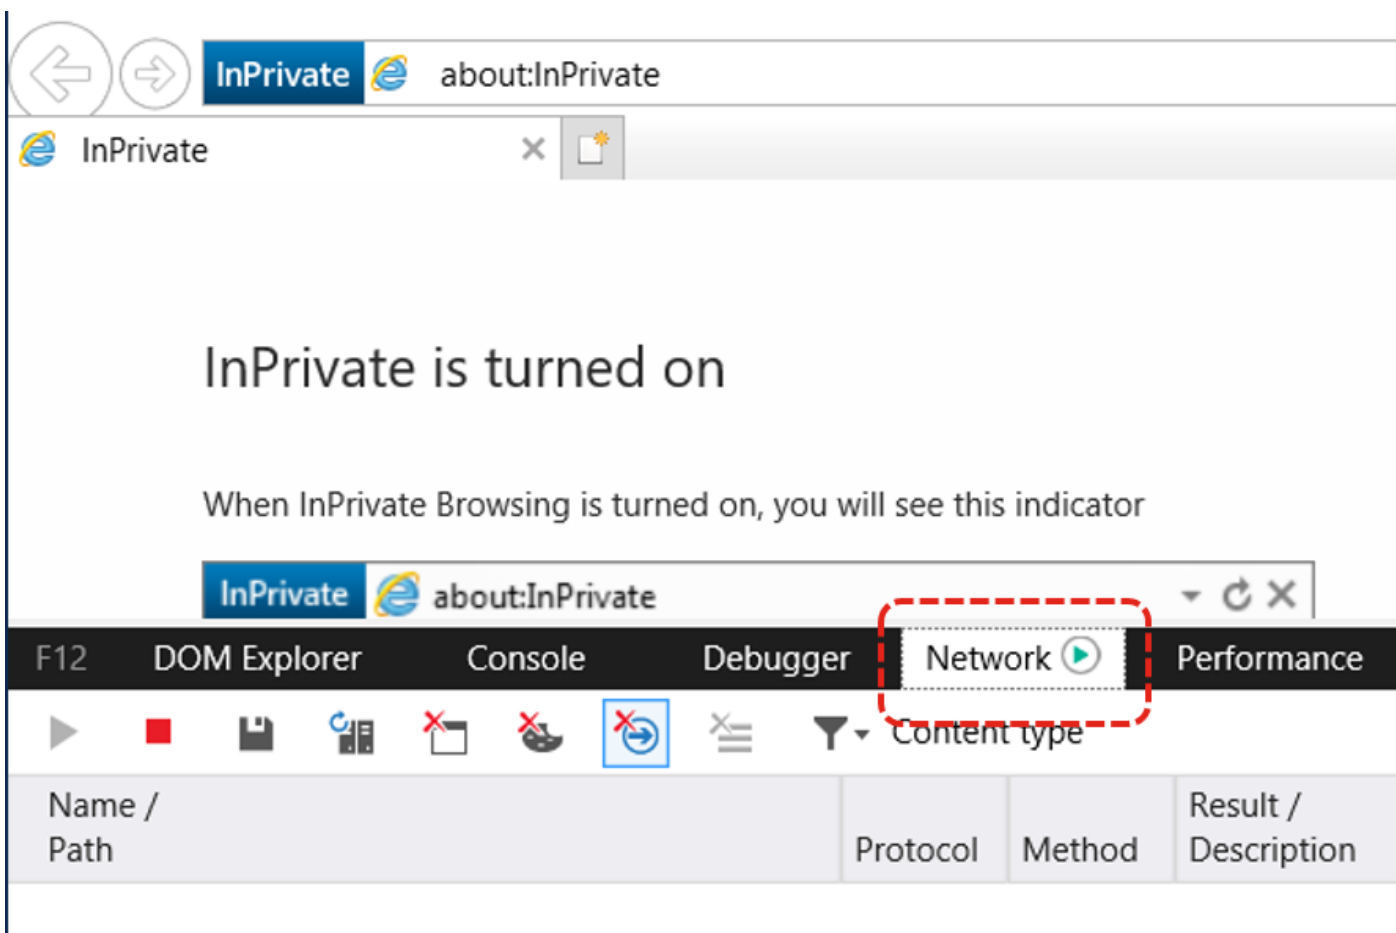 InPrivate about:InPrivate
InPrivate
InPrivate is turned on
When InPrivate Browsing is turned on, you will see this indicator
InPrivate about:InPrivate
F12 DOM Explorer Console Debugger Network Performance
Content type
Name /
Path Protocol Method Result /
Description